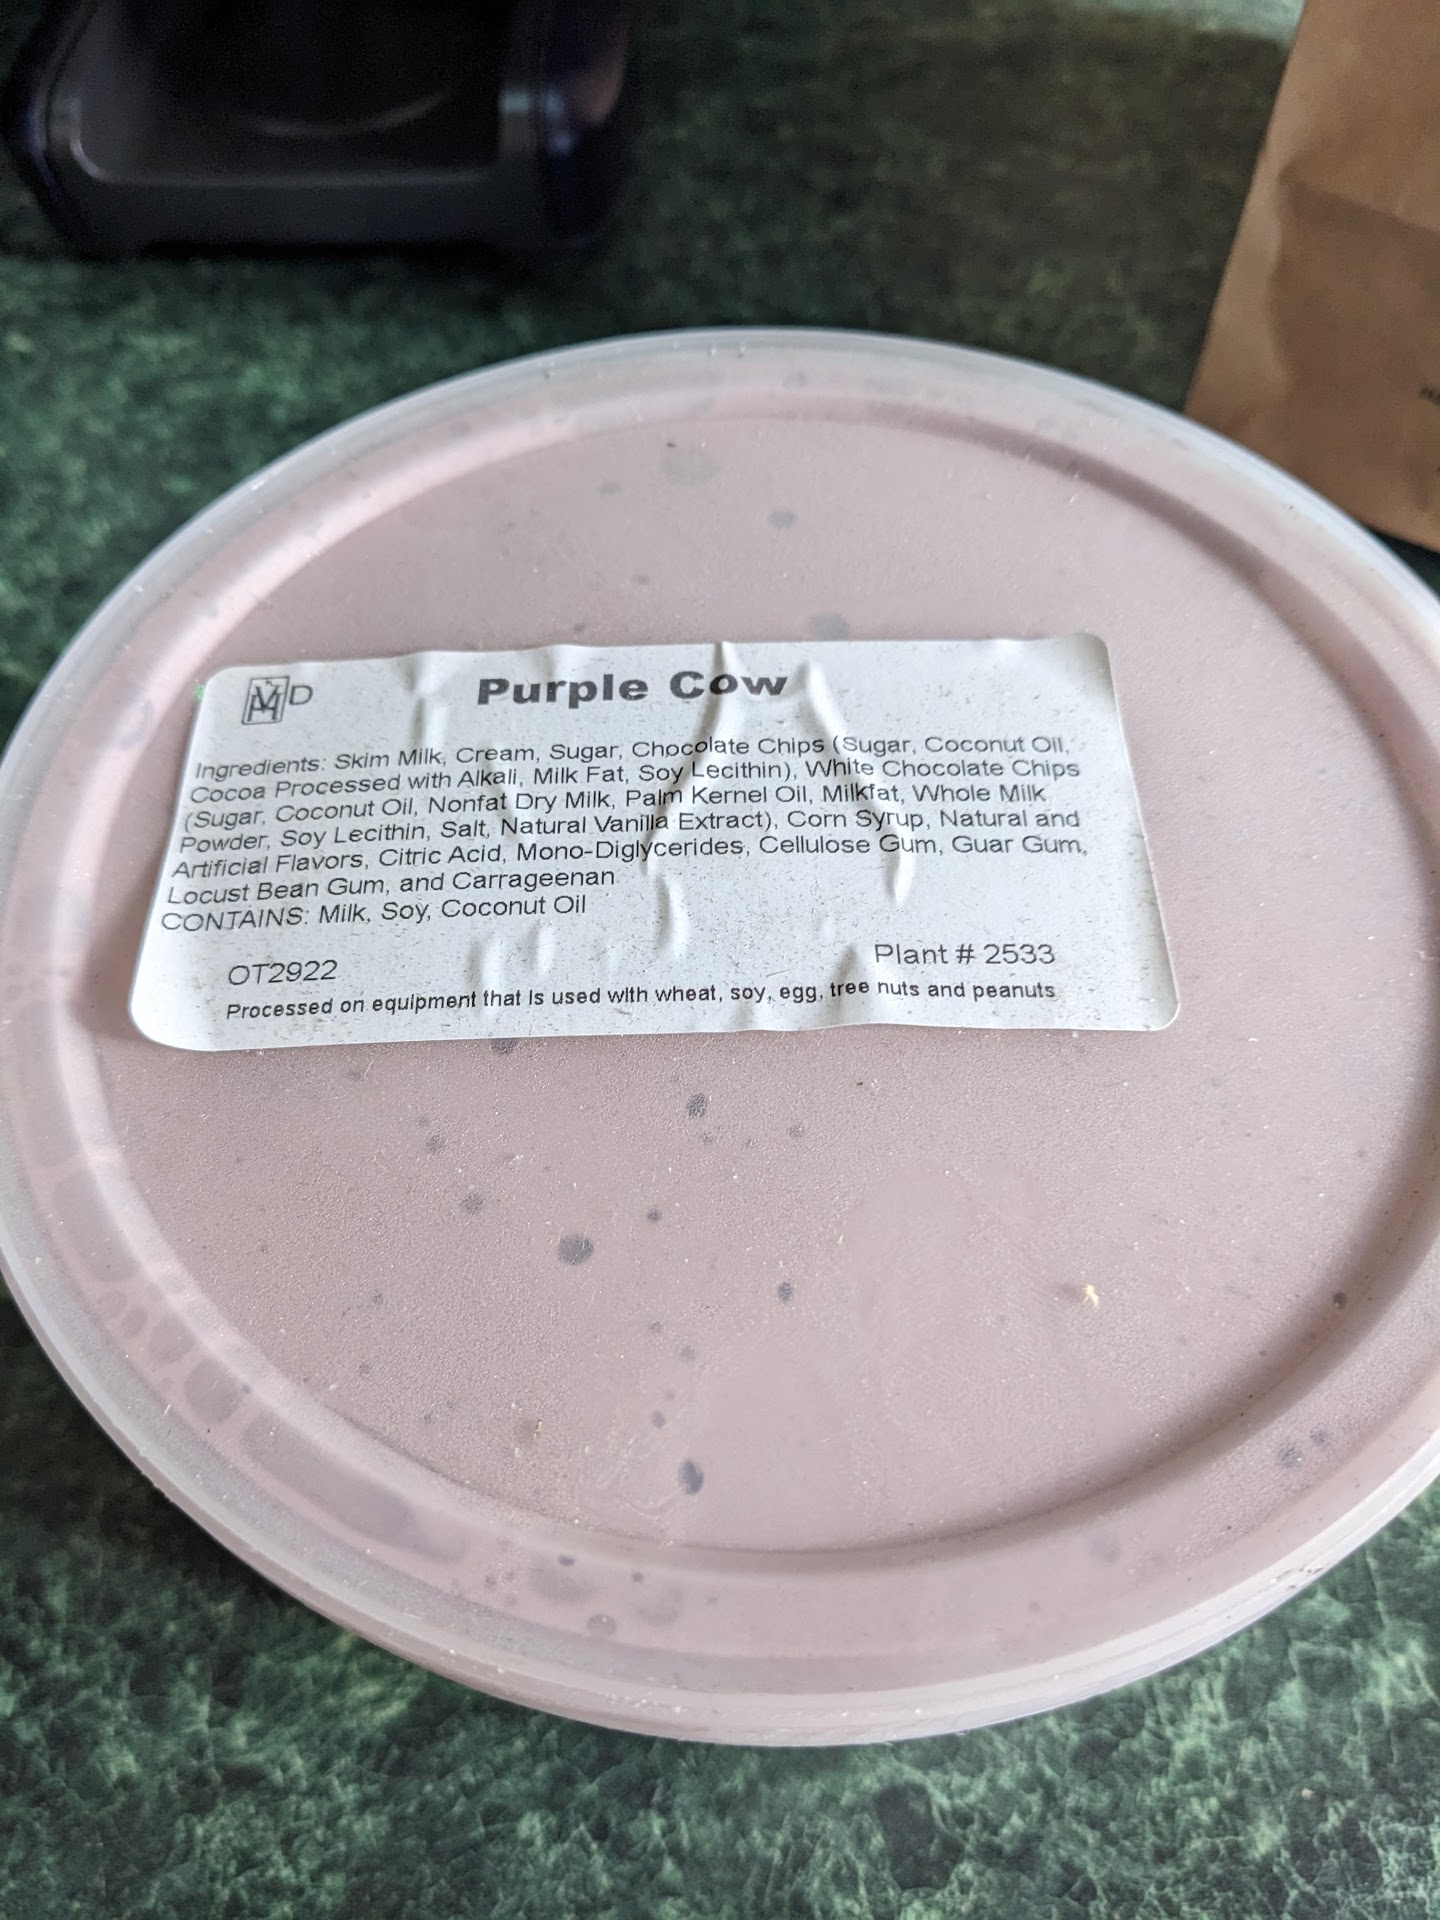 D
Purple Cow
Ingredients: Skim Milk, Cream, Sugar, Chocolate Chips (Sugar, Coconut Oil,
Cocoa Processed with Alkali, Milk Fat, Soy Lecithin), White Chocolate Chips
(Sugar, Coconut Oil, Nonfat Dry Milk, Palm Kernel Oil, Milkfat, Whole Milk
Powder, Soy Lecithin, Salt, Natural Vanilla Extract), Corn Syrup, Natural and
Artificial Flavors, Citric Acid, Mono-Diglycerides, Cellulose Gum, Guar Gum,
Locust Bean Gum, and Carrageenan
CONTAINS: Milk, Soy, Coconut Oil
OT2922 Plant # 2533
Processed on equipment that is used with wheat, soy, egg, tree nuts and peanuts